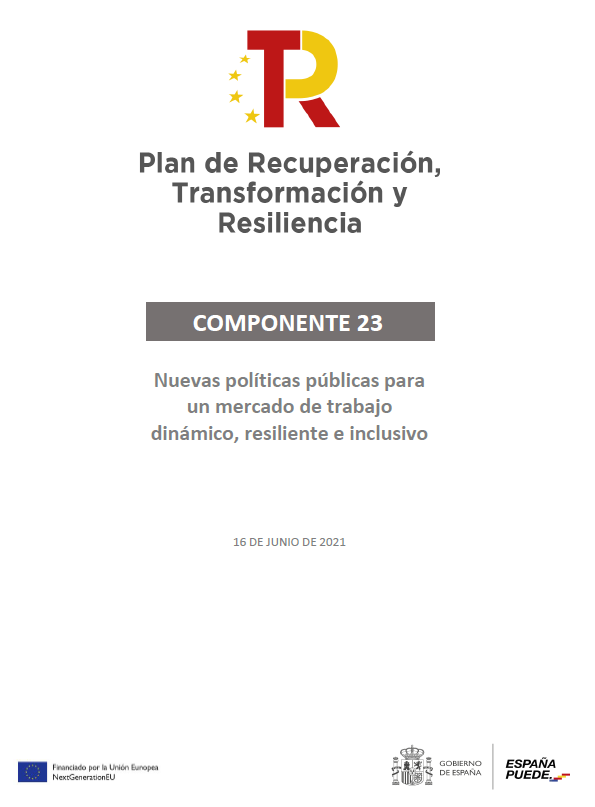 TR
Plan de Recuperación,
Transformación y
Resiliencia
COMPONENTE 23
Nuevas políticas públicas para
un mercado de trabajo
dinámico, resiliente e inclusivo
16 DE JUNIO DE 2021
Financiado por la Unión Europea
NextGenerationEU
GOBIERNO
DE ESPAÑA
ESPAÑA
PUEDE.